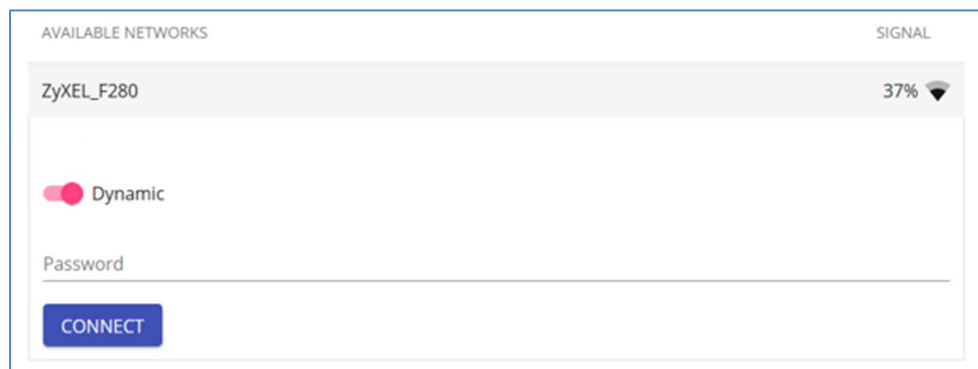 AVAILABLE NETWORKS SIGNAL
ZyXEL_F280 37%
Dynamic
Password
CONNECT